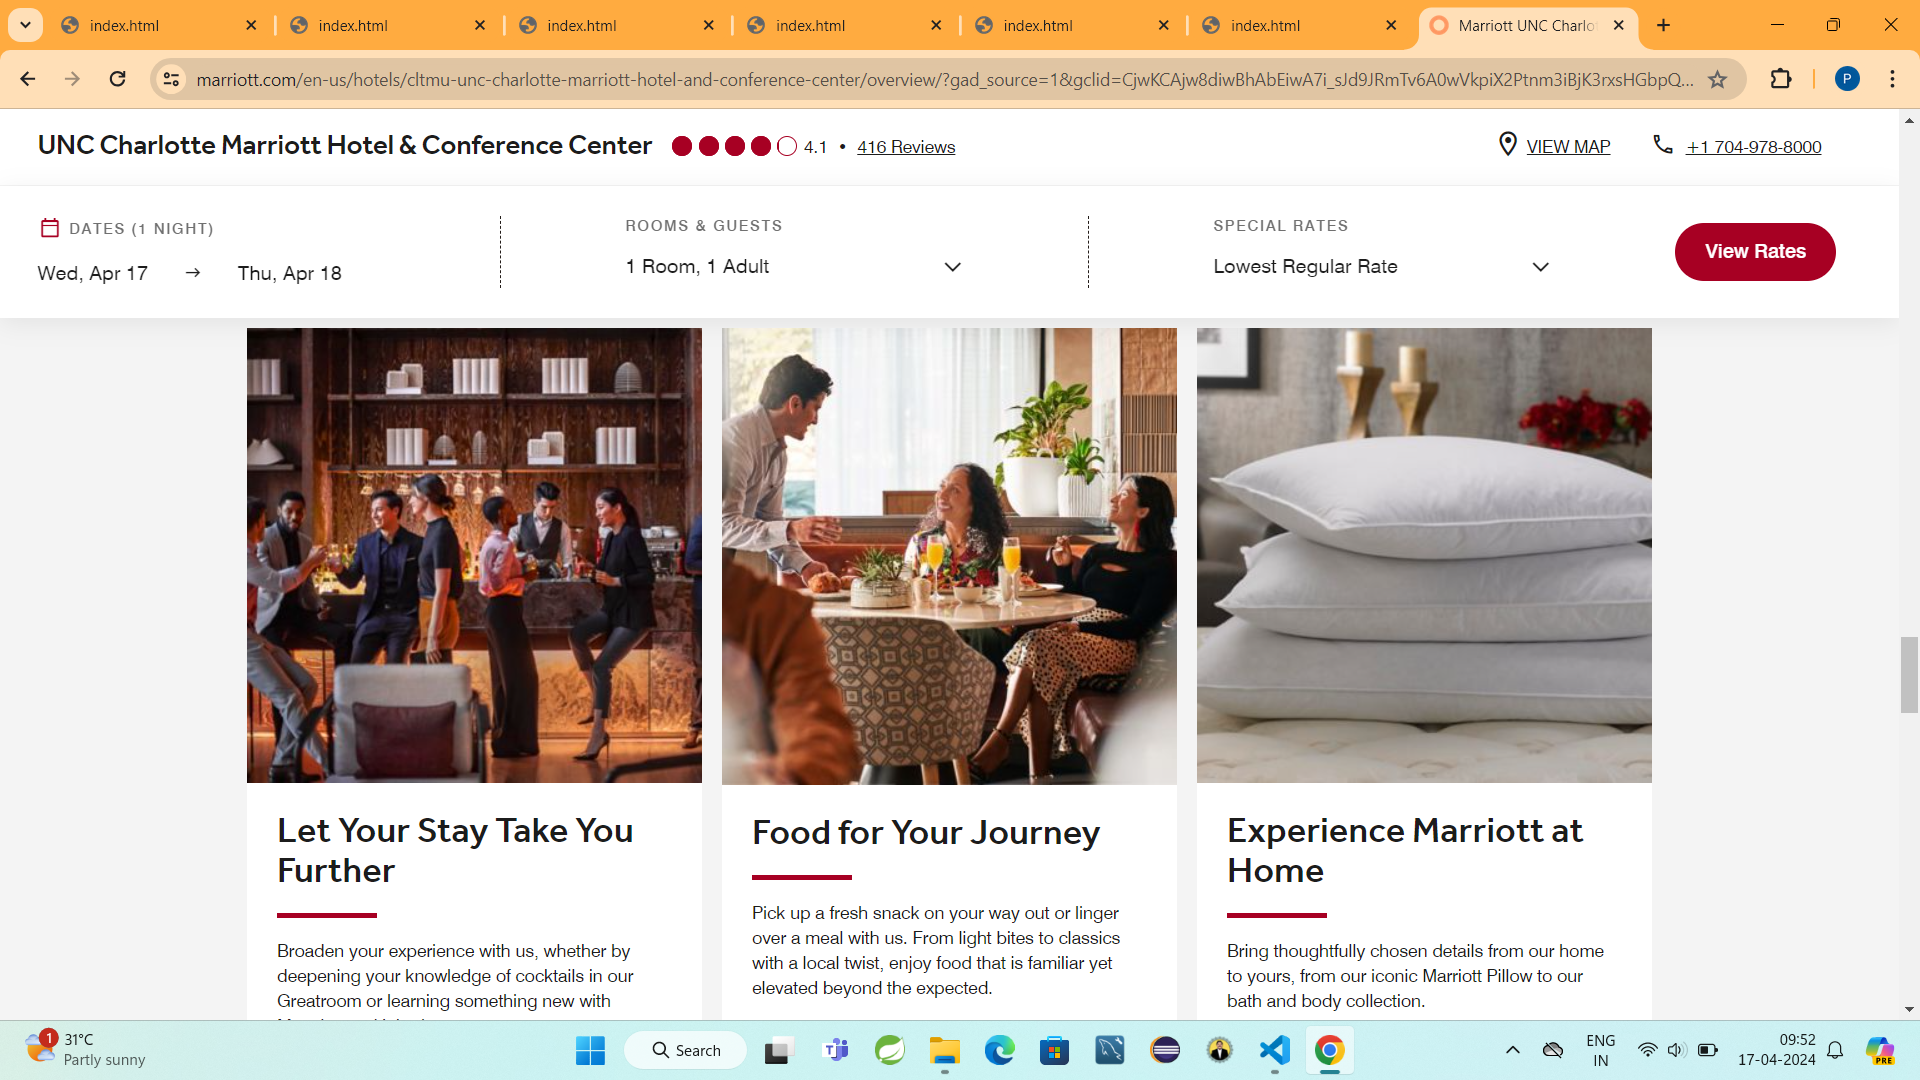 index.html
index.html
index.html
index.html
index.html
index.html
Marriott UNC Charlo
marriott.com/en-us/hotels/cltmu-unc-charlotte-marriott-hotel-and-conference-center/overview/?gad_source=1&gclid=CjwKCAjw8diwBhAbEiwA7i_sJd9JRmTv6A0wVkpiX2Ptnm3iBjK3rxsHGbpQ...
P
UNC Charlotte Marriott Hotel & Conference Center
4.1 • 416 Reviews
VIEW MAP
+1 704-978-8000
DATES (1 NIGHT)
Wed, Apr 17 → Thu, Apr 18
ROOMS & GUESTS
1 Room, 1 Adult
SPECIAL RATES
Lowest Regular Rate
View Rates
Let Your Stay Take You
Further
Broaden your experience with us, whether by
deepening your knowledge of cocktails in our
Greatroom or learning something new with
Food for Your Journey
Pick up a fresh snack on your way out or linger
over a meal with us. From light bites to classics
with a local twist, enjoy food that is familiar yet
elevated beyond the expected.
Experience Marriott at
Home
Bring thoughtfully chosen details from our home
to yours, from our iconic Marriott Pillow to our
bath and body collection.
1
31°C
Partly sunny
Search
ENG
IN
09:52
17-04-2024
PRE